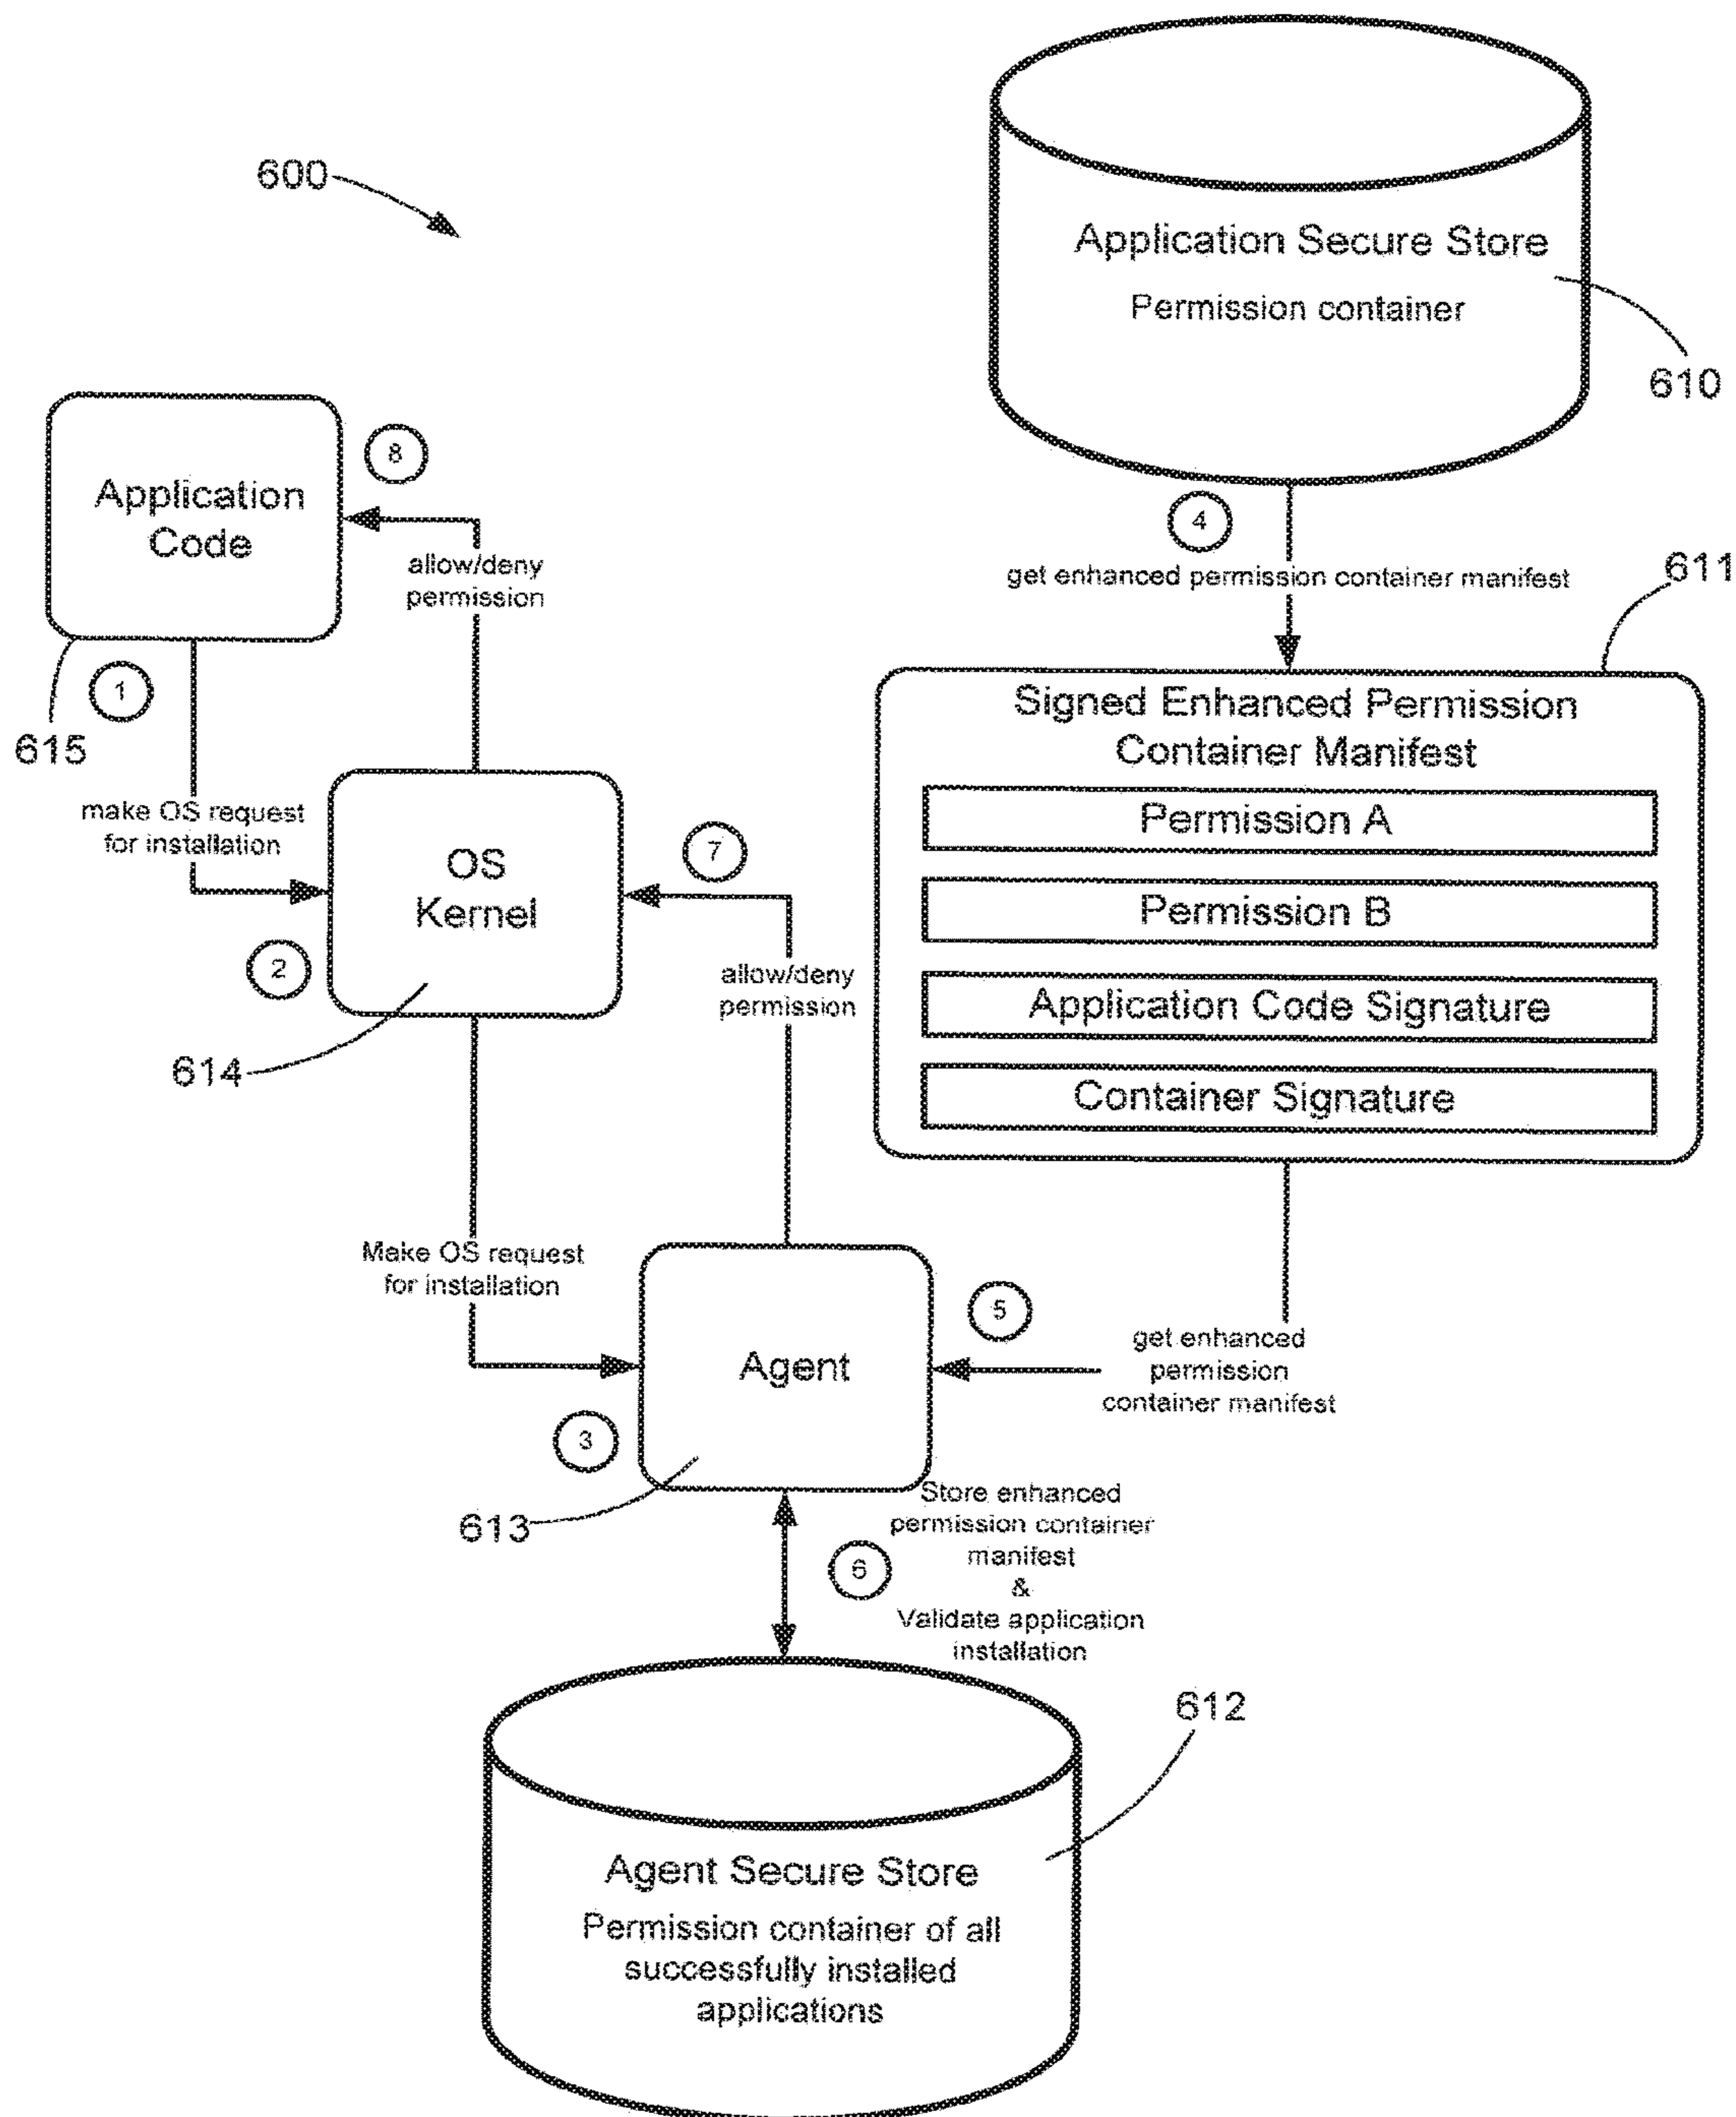 600
Application Secure Store
Permission container
610
Application
Code
8
allow/deny
permission
4
get enhanced permission container manifest
611
1
615
make OS request
for installation
OS
Kernel
2
614
7
allow/deny
permission
Signed Enhanced Permission
Container Manifest
Permission A
Permission B
Application Code Signature
Container Signature
Make OS request
for installation
Agent
3
613
5
get enhanced
permission
container manifest
6
Store enhanced
permission container
manifest
&
Validate application
installation
612
Agent Secure Store
Permission container of all
successfully installed
applications